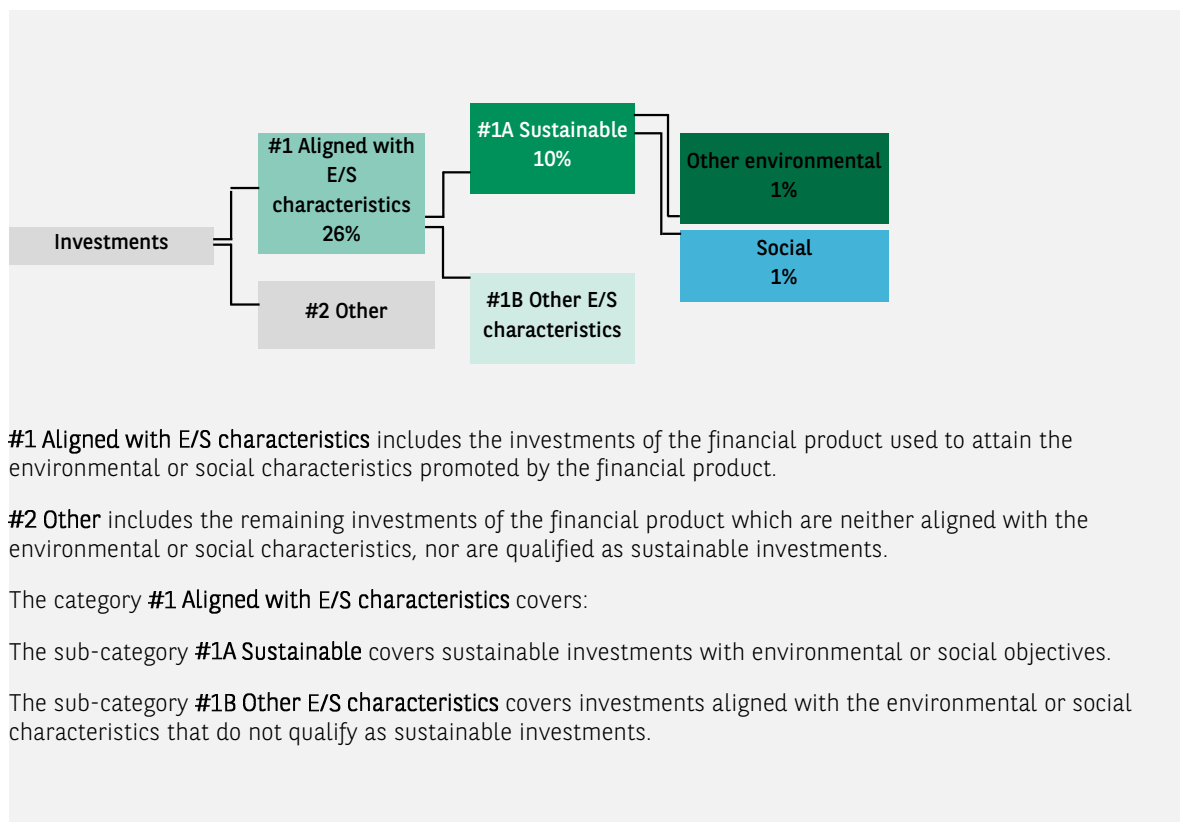 Investments
#1 Aligned with
E/S
characteristics
26%
#2 Other
#1A Sustainable
10%
#1B Other E/S
characteristics
Other environmental
1%
Social
1%
#1 Aligned with E/S characteristics includes the investments of the financial product used to attain the
environmental or social characteristics promoted by the financial product.
#2 Other includes the remaining investments of the financial product which are neither aligned with the
environmental or social characteristics, nor are qualified as sustainable investments.
The category #1 Aligned with E/S characteristics covers:
The sub-category #1A Sustainable covers sustainable investments with environmental or social objectives.
The sub-category #1B Other E/S characteristics covers investments aligned with the environmental or social
characteristics that do not qualify as sustainable investments.